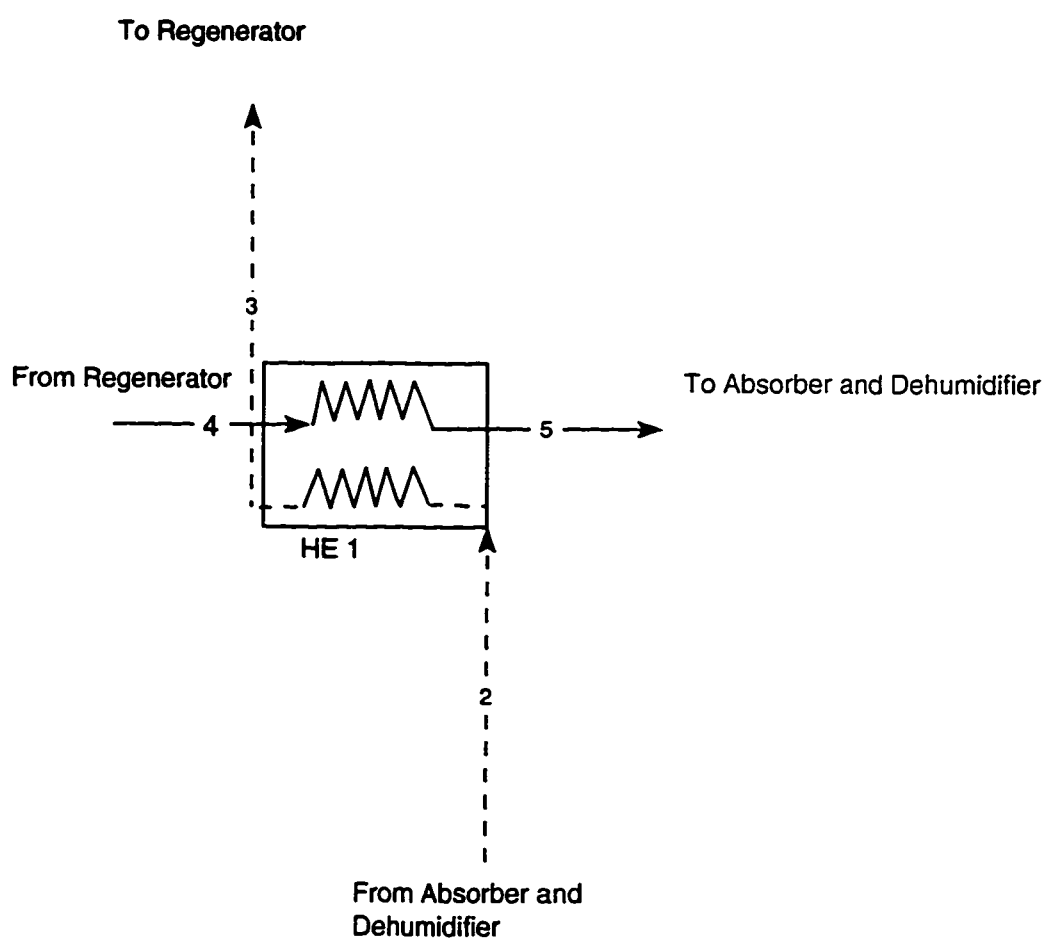 To Regenerator
3
From Regenerator
To Absorber and Dehumidifier
4
5
HE 1
2
From Absorber and
Dehumidifier